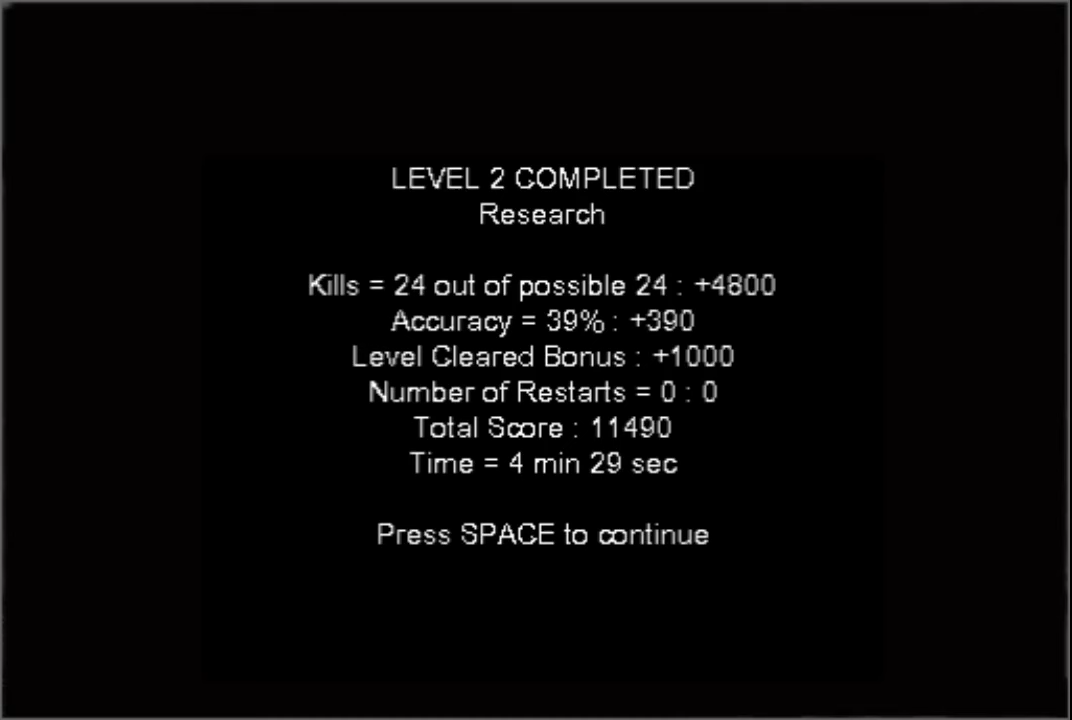 LEVEL 2 COMPLETED
Research
Kills = 24 out of possible 24 : +4800
Accuracy = 39% : +390
Level Cleared Bonus : +1000
Number of Restarts = 0 : 0
Total Score : 11490
Time = 4 min 29 sec
Press SPACE to continue